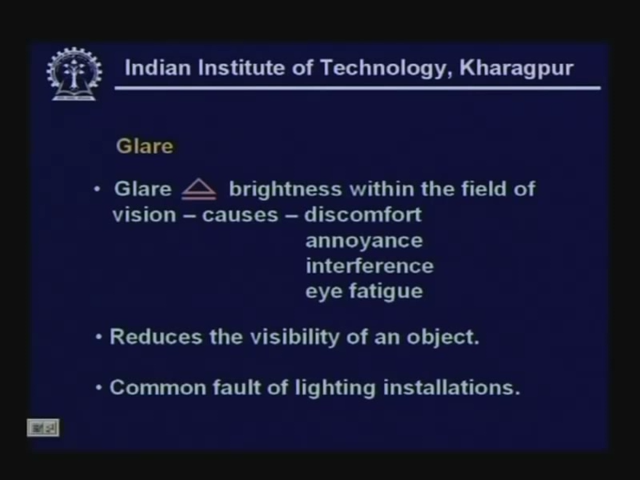 Indian Institute of Technology, Kharagpur
Glare
• Glare ≙ brightness within the field of
vision – causes – discomfort
annoyance
interference
eye fatigue
• Reduces the visibility of an object.
• Common fault of lighting installations.